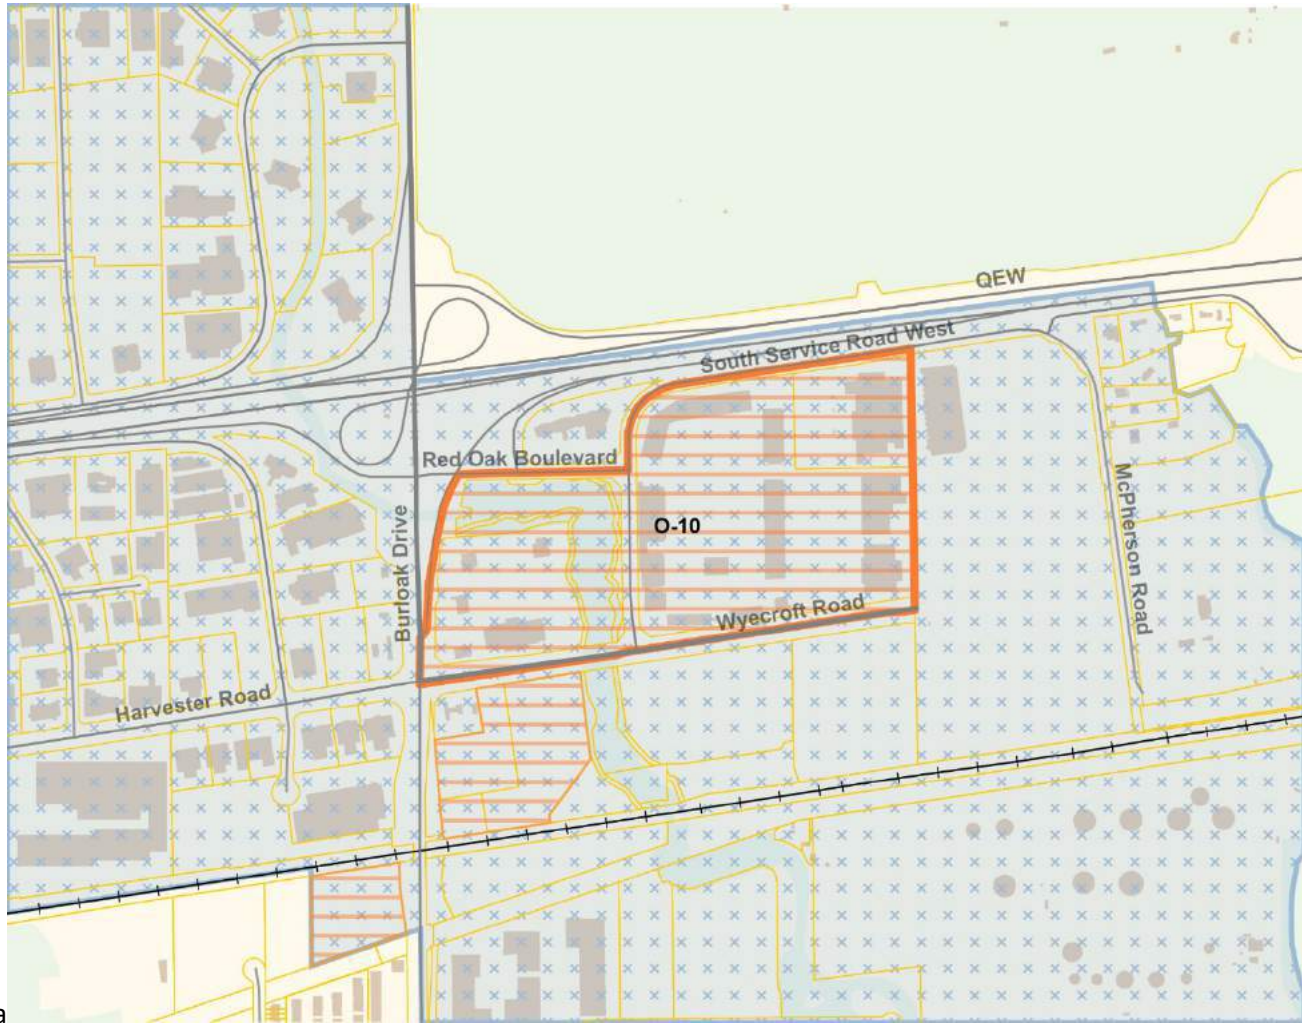 QEW
South Service Road West
Red Oak Boulevard
O-10
McPherson Road
Burloak Drive
Wyecroft Road
Harvester Road
a